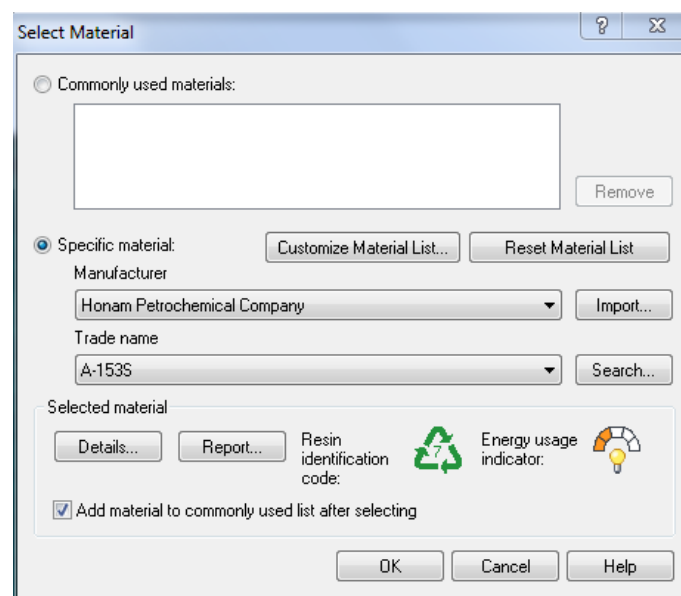 Select Material
Commonly used materials:
Remove
Specific material:
Customize Material List...
Reset Material List
Manufacturer
Honam Petrochemical Company
Import...
Trade name
A-153S
Search...
Selected material
Details...
Report...
Resin
identification
code:
7
Energy usage
indicator:
Add material to commonly used list after selecting
OK
Cancel
Help